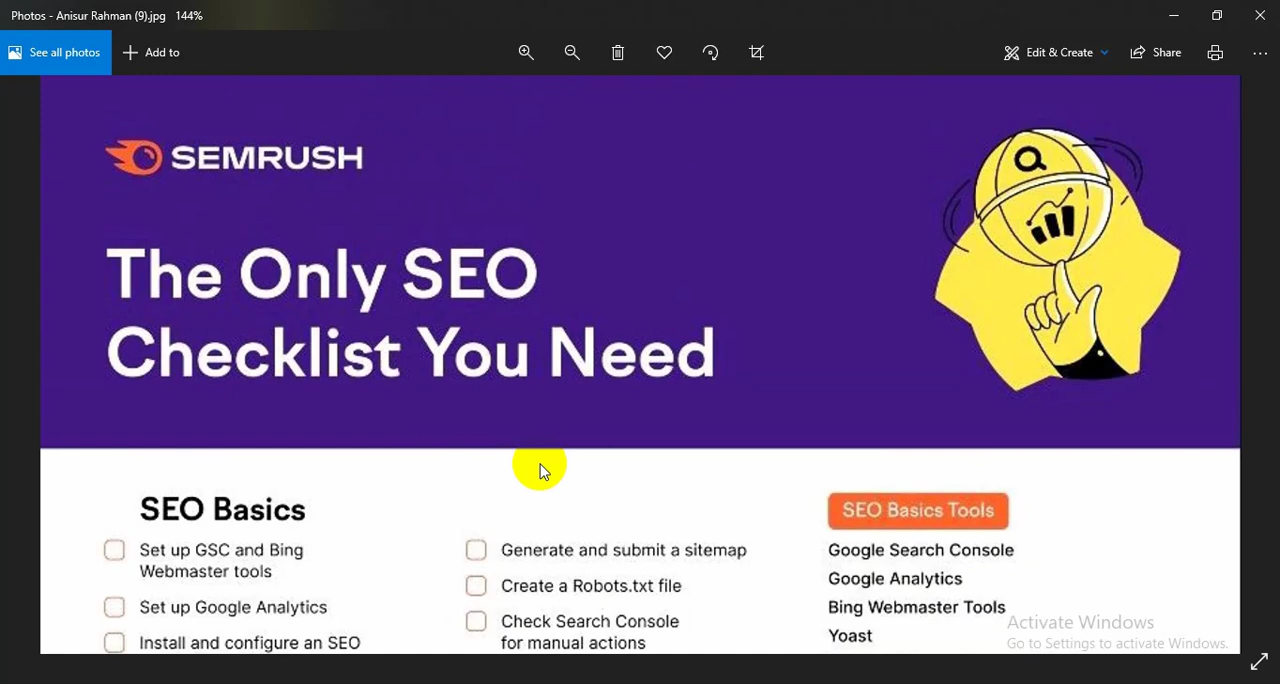 Photos - Anisur Rahman (9).jpg 144%
See all photos
Add to
Edit & Create
Share
SEMRUSH
The Only SEO
Checklist You Need
SEO Basics
Set up GSC and Bing
Webmaster tools
Set up Google Analytics
Install and configure an SEO
Generate and submit a sitemap
Create a Robots.txt file
Check Search Console
for manual actions
SEO Basics Tools
Google Search Console
Google Analytics
Bing Webmaster Tools
Yoast
Activate Windows
Go to Settings to activate Windows.